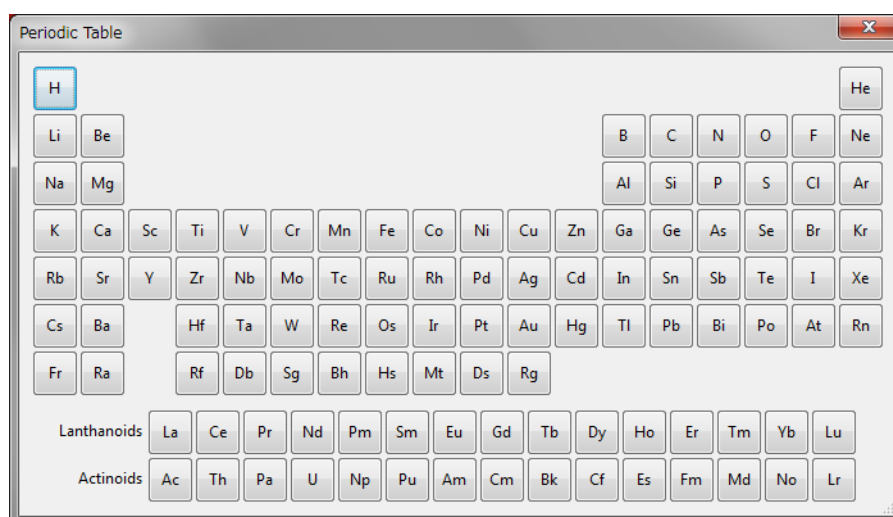 Periodic Table
H He
Li Be B C N O F Ne
Na Mg Al Si P S Cl Ar
K Ca Sc Ti V Cr Mn Fe Co Ni Cu Zn Ga Ge As Se Br Kr
Rb Sr Y Zr Nb Mo Tc Ru Rh Pd Ag Cd In Sn Sb Te I Xe
Cs Ba Hf Ta W Re Os Ir Pt Au Hg Tl Pb Bi Po At Rn
Fr Ra Rf Db Sg Bh Hs Mt Ds Rg
Lanthanoids La Ce Pr Nd Pm Sm Eu Gd Tb Dy Ho Er Tm Yb Lu
Actinoids Ac Th Pa U Np Pu Am Cm Bk Cf Es Fm Md No Lr